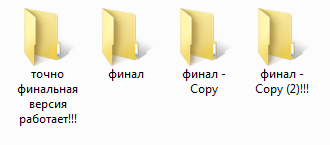 точно
финальная
версия
работает!!!
финал
финал -
Copy
финал -
Copy (2)!!!